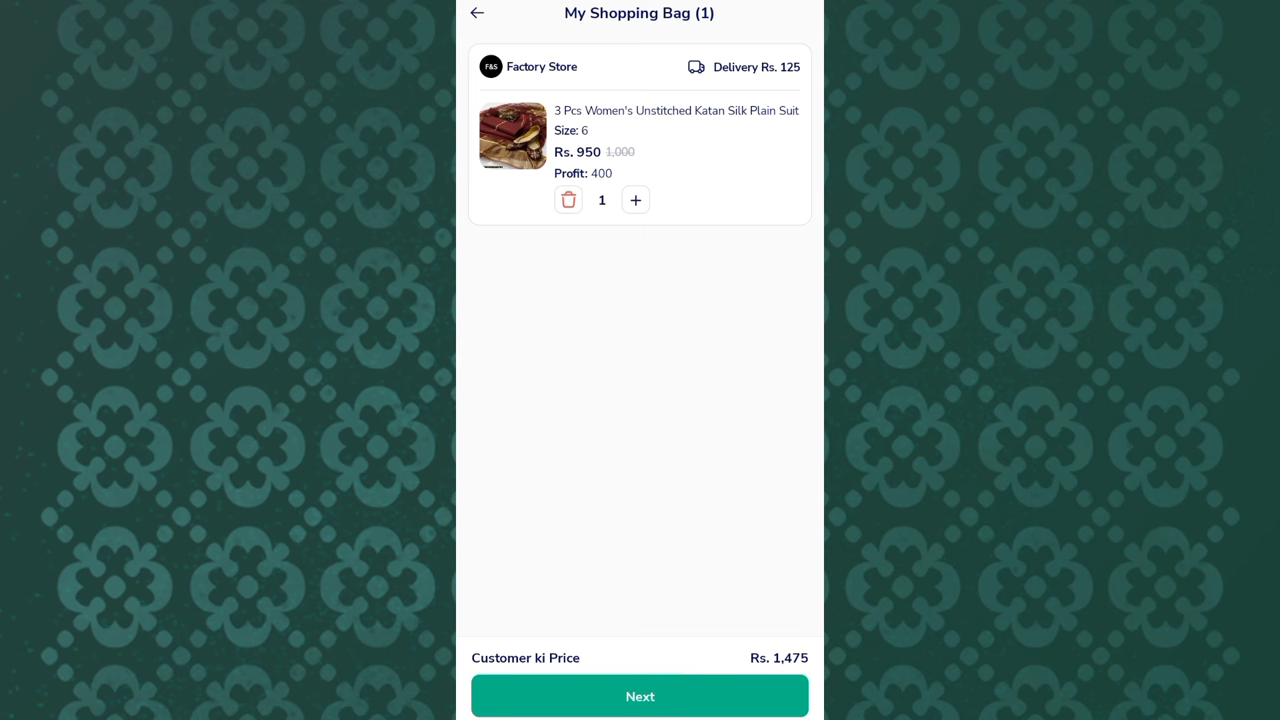 My Shopping Bag (1)
F&S Factory Store Delivery Rs. 125
3 Pcs Women's Unstitched Katan Silk Plain Suit
Size: 6
Rs. 950 1,000
Profit: 400
1
Customer ki Price Rs. 1,475
Next